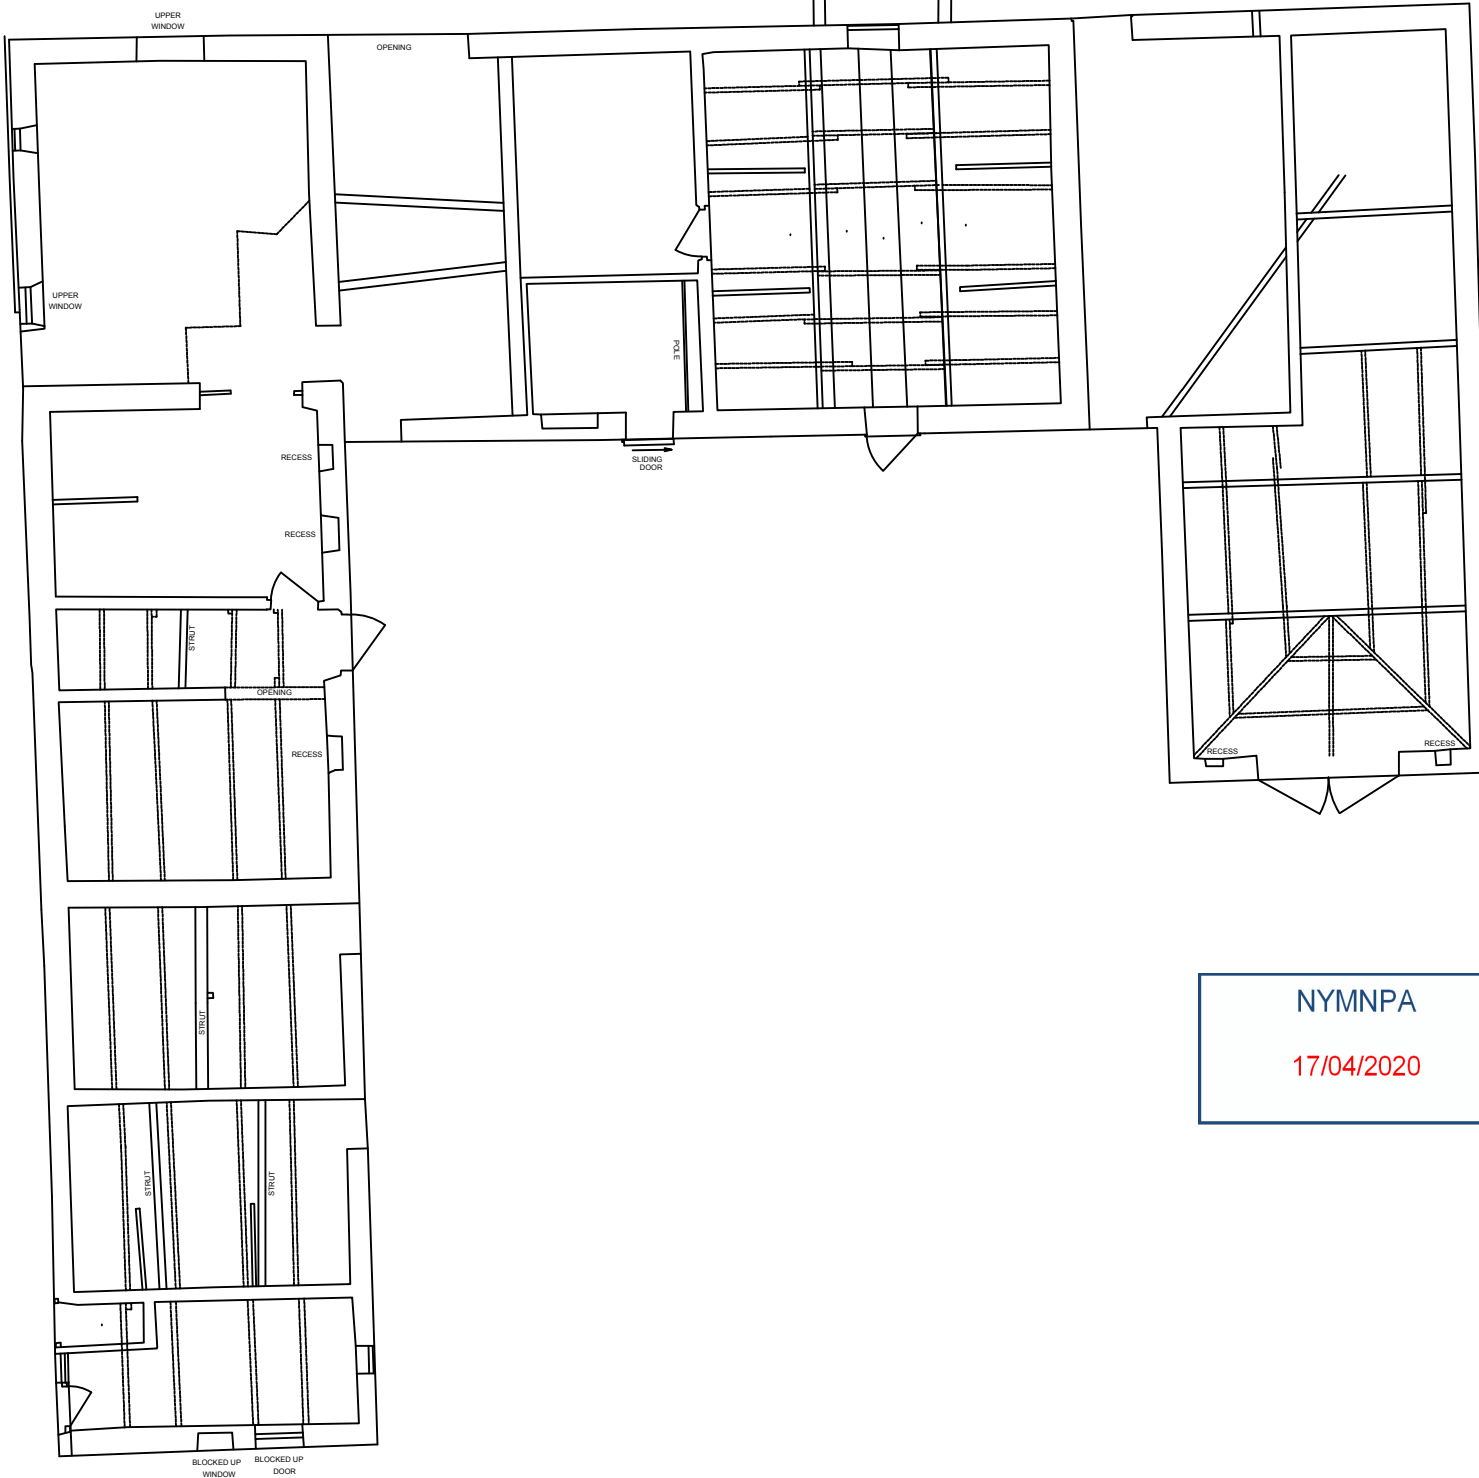 UPPER
WINDOW
OPENING
UPPER
WINDOW
POLE
SLIDING
DOOR
RECESS
RECESS
STRUT
OPENING
RECESS
RECESS
RECESS
STRUT
NYMNPA
17/04/2020
STRUT
STRUT
BLOCKED UP
WINDOW
BLOCKED UP
DOOR